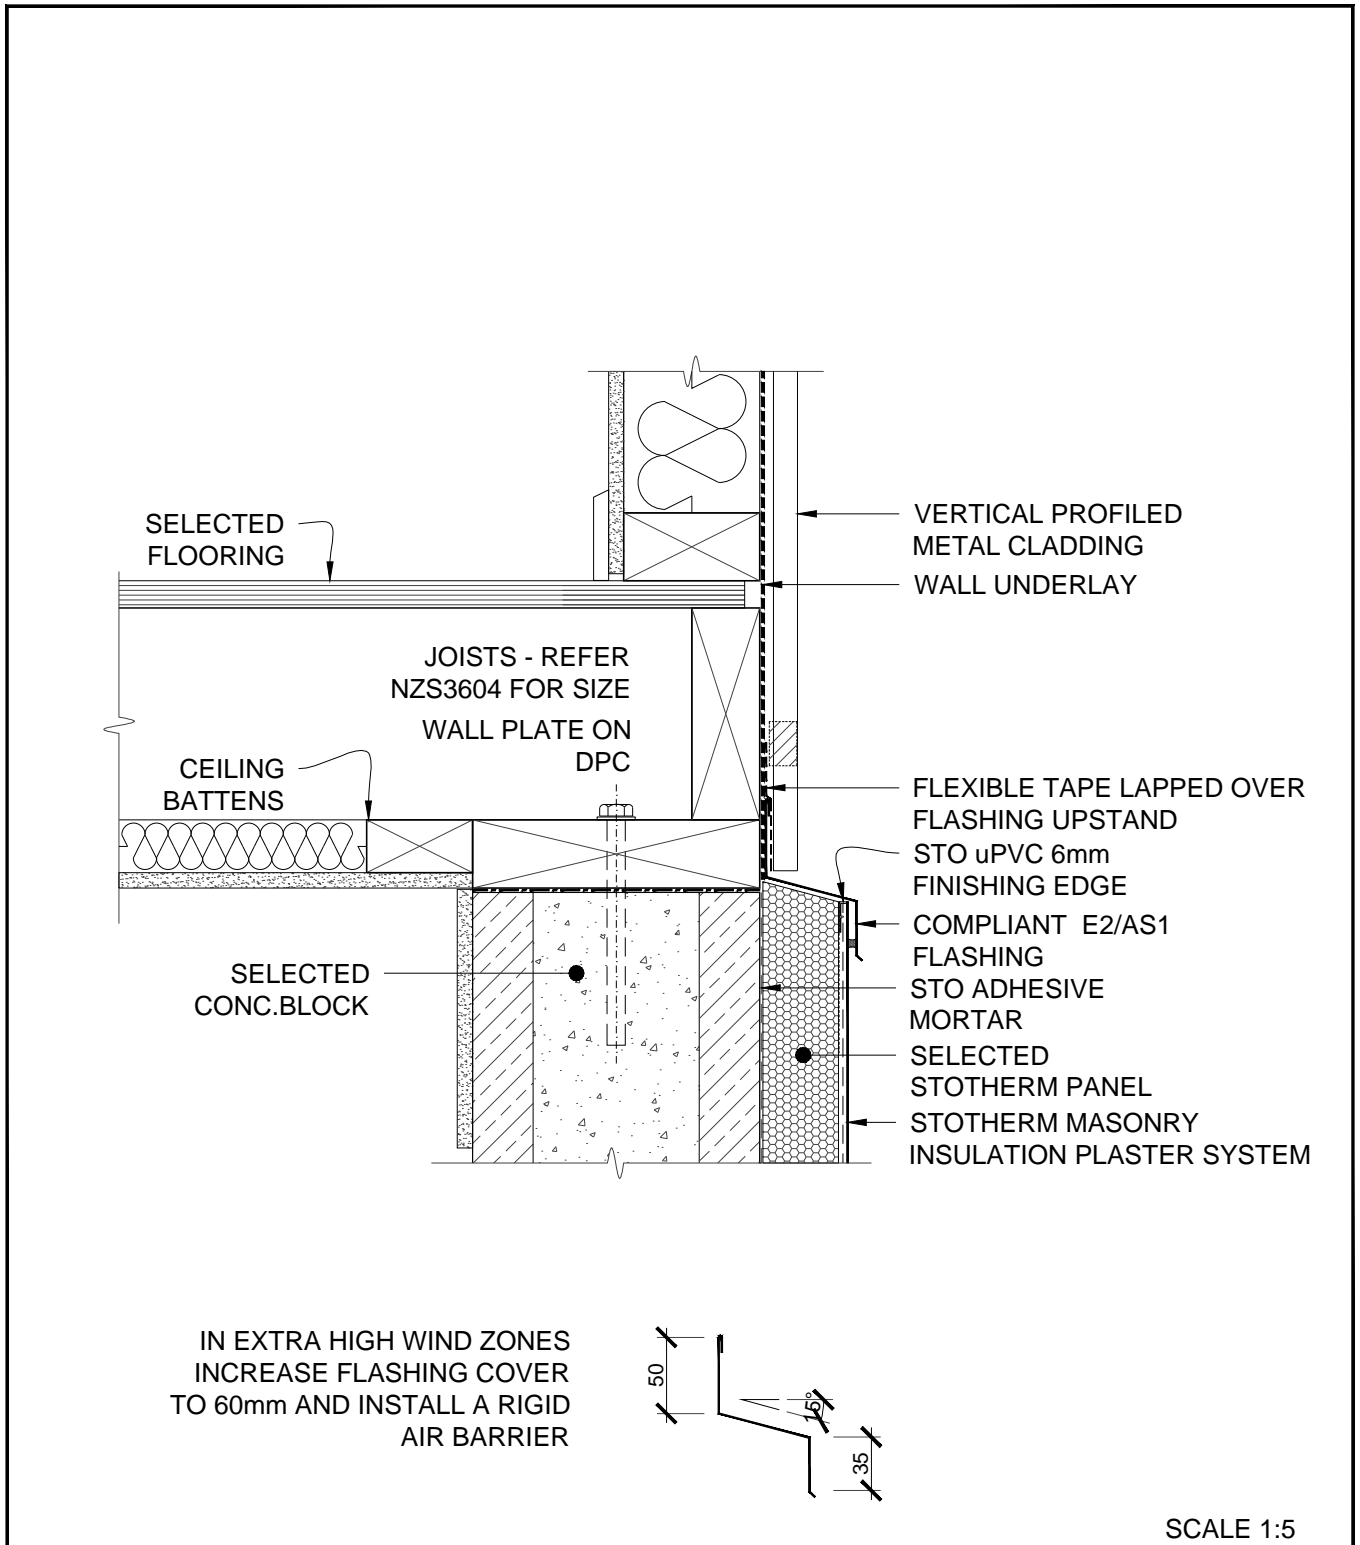 SELECTED
FLOORING
VERTICAL PROFILED
METAL CLADDING
WALL UNDERLAY
JOISTS - REFER
NZS3604 FOR SIZE
WALL PLATE ON
DPC
CEILING
BATTENS
FLEXIBLE TAPE LAPPED OVER
FLASHING UPSTAND
STO uPVC 6mm
FINISHING EDGE
COMPLIANT E2/AS1
FLASHING
SELECTED
CONC.BLOCK
STO ADHESIVE
MORTAR
SELECTED
STOTHERM PANEL
STOTHERM MASONRY
INSULATION PLASTER SYSTEM
IN EXTRA HIGH WIND ZONES
INCREASE FLASHING COVER
TO 60mm AND INSTALL A RIGID
AIR BARRIER
50
15°
35
SCALE 1:5